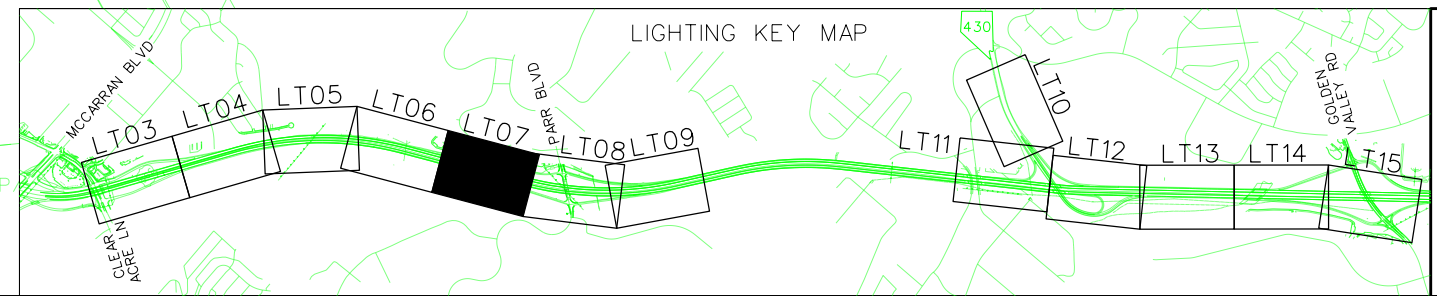 LIGHTING KEY MAP
430
MCCARRAN BLVD
LT03
LT04
LT05
LT06
LT07
PARR BLVD
LT08
LT09
LT10
LT11
LT12
LT13
LT14
LT15
GOLDEN
VALLEY RD
CLEAR
ACRE LN
P